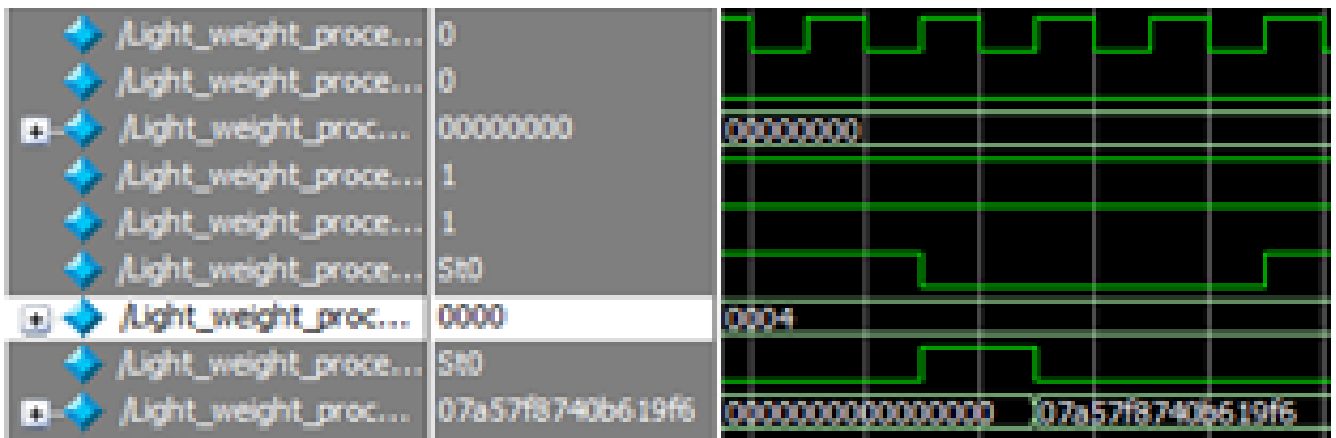 /Light_weight_proce... 0
/Light_weight_proce... 0
/Light_weight_proc... 00000000 00000000
/Light_weight_proce... 1
/Light_weight_proce... 1
/Light_weight_proce... St0
/Light_weight_proc... 0000 0004
/Light_weight_proce... St0
/Light_weight_proc... 07a57f8740b619f6 0000000000000000 07a57f8740b619f6